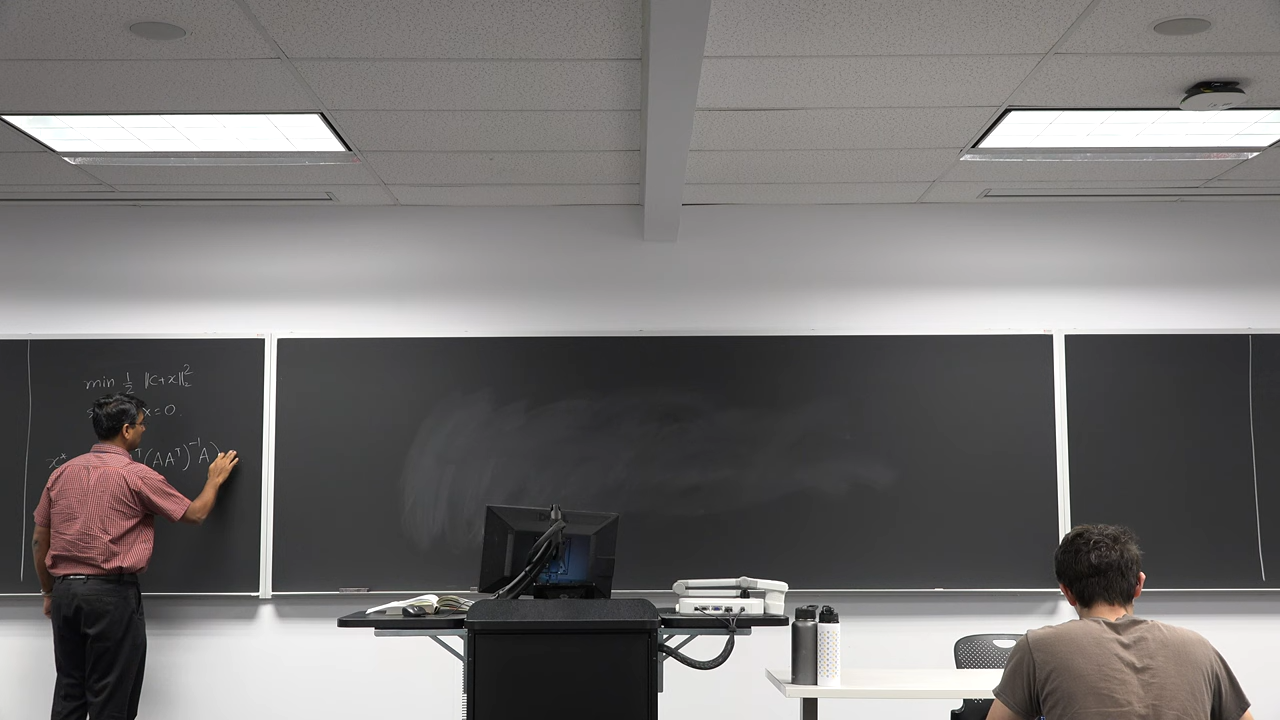 min 1/2 ||c+x||₂²
s x=0.
x* ᵀ(AAᵀ)⁻¹A)